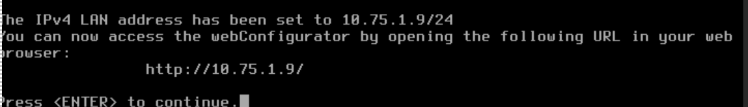 The IPv4 LAN address has been set to 10.75.1.9/24
You can now access the webConfigurator by opening the following URL in your web
browser:
http://10.75.1.9/
Press <ENTER> to continue.